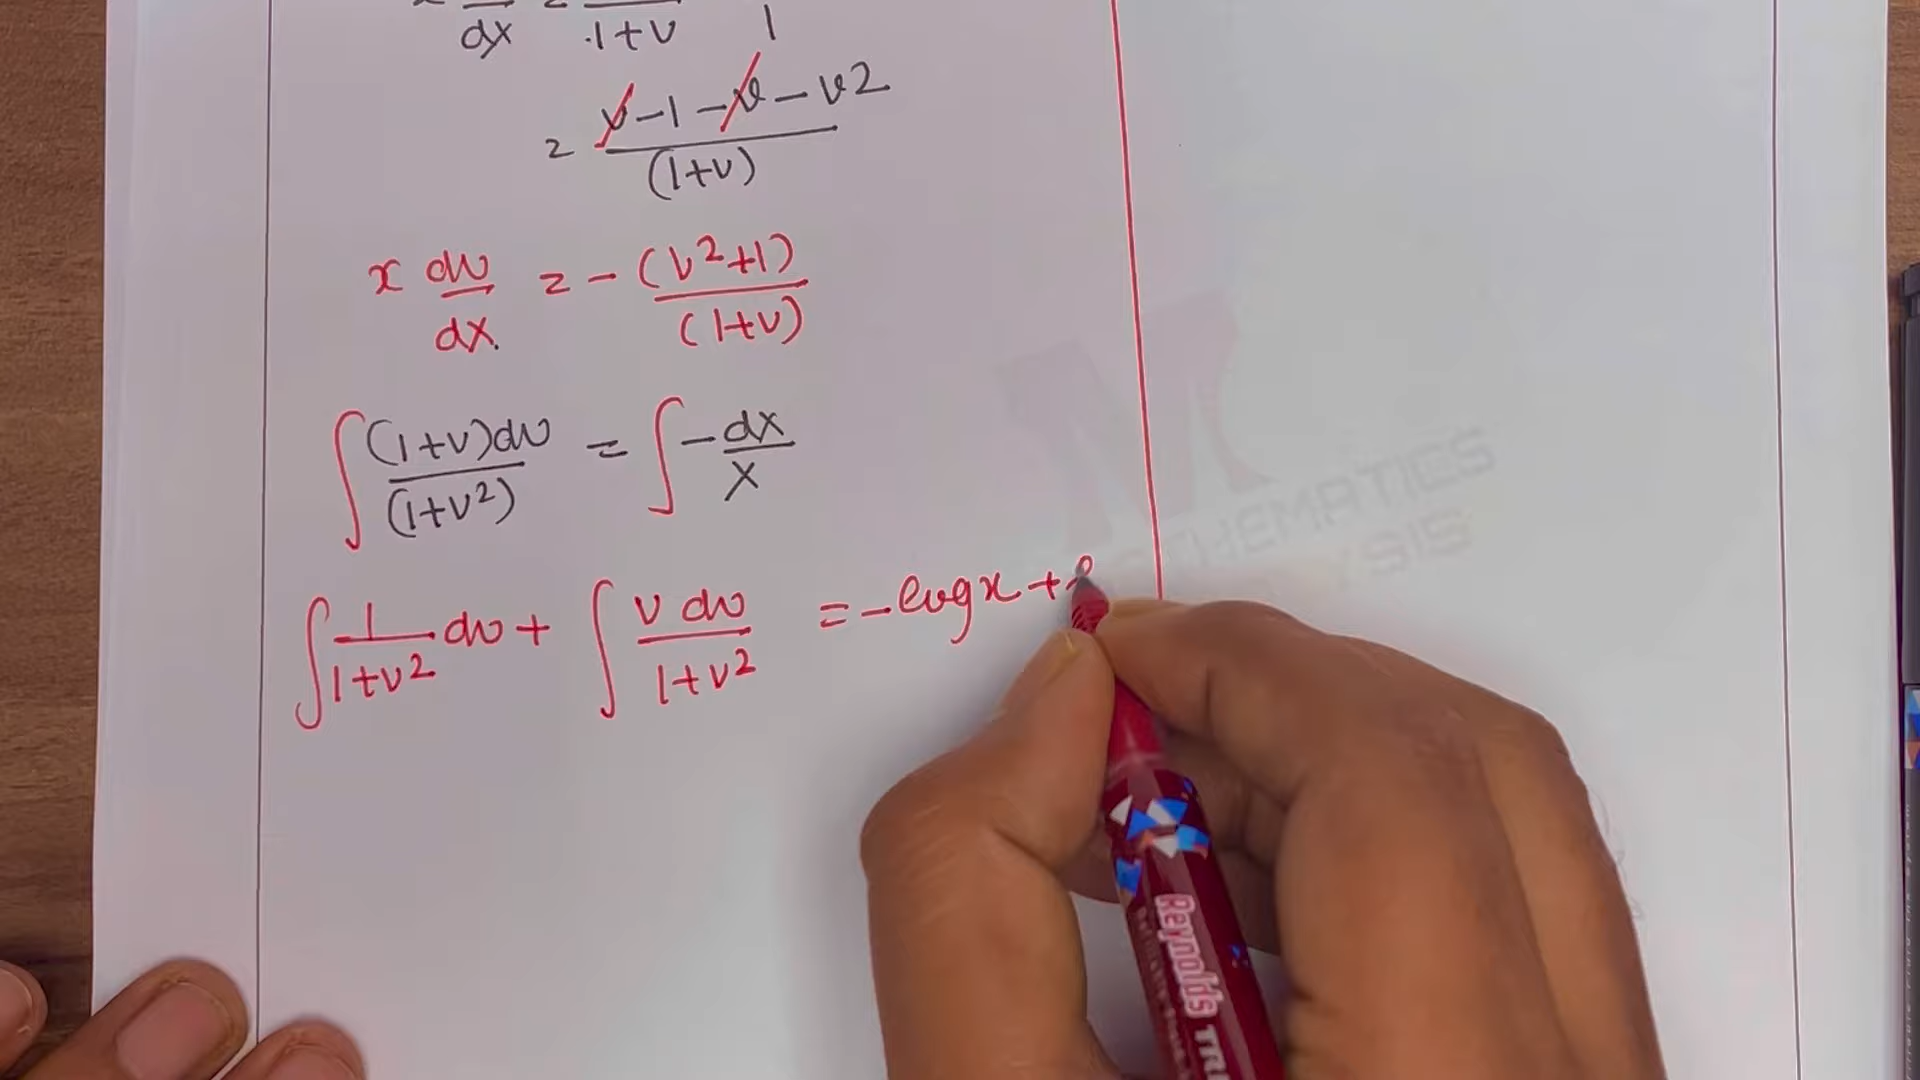 dx 1+v 1
= v-1-v-v2
(1+v)
x dv/dx = -(v²+1)/(1+v)
∫(1+v)dv/(1+v²) = ∫-dx/x
∫1/1+v² dv + ∫v dv/1+v² = -logx +
Reynolds